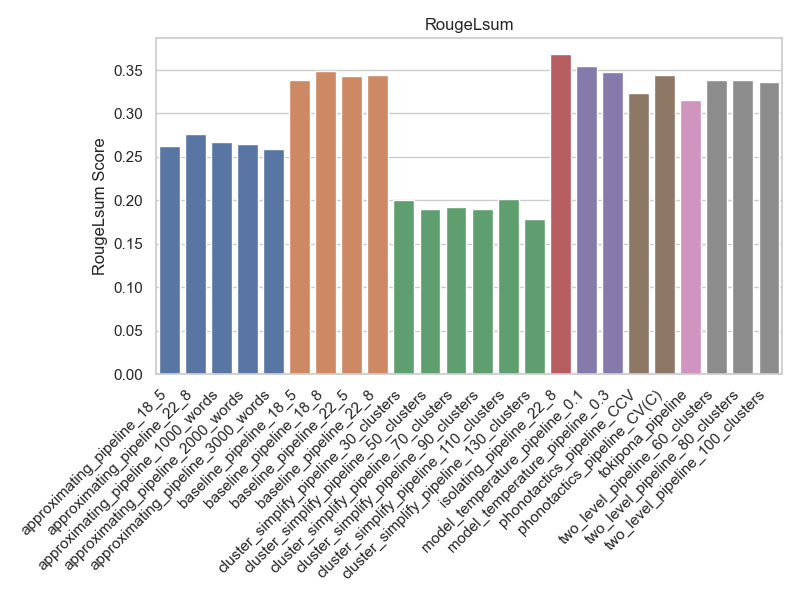 RougeLsum
RougeLsum Score
0.35
0.30
0.25
0.20
0.15
0.10
0.05
0.00
approximating_pipeline_18_5
approximating_pipeline_22_8
approximating_pipeline_1000_words
approximating_pipeline_2000_words
approximating_pipeline_3000_words
baseline_pipeline_18_5
baseline_pipeline_18_8
baseline_pipeline_22_5
baseline_pipeline_22_8
cluster_simplify_pipeline_30_clusters
cluster_simplify_pipeline_50_clusters
cluster_simplify_pipeline_70_clusters
cluster_simplify_pipeline_90_clusters
cluster_simplify_pipeline_110_clusters
cluster_simplify_pipeline_130_clusters
isolating_pipeline_22_8
model_temperature_pipeline_0.1
model_temperature_pipeline_0.3
phonotactics_pipeline_CCV
phonotactics_pipeline_CV(C)
tokipona_pipeline
two_level_pipeline_60_clusters
two_level_pipeline_80_clusters
two_level_pipeline_100_clusters